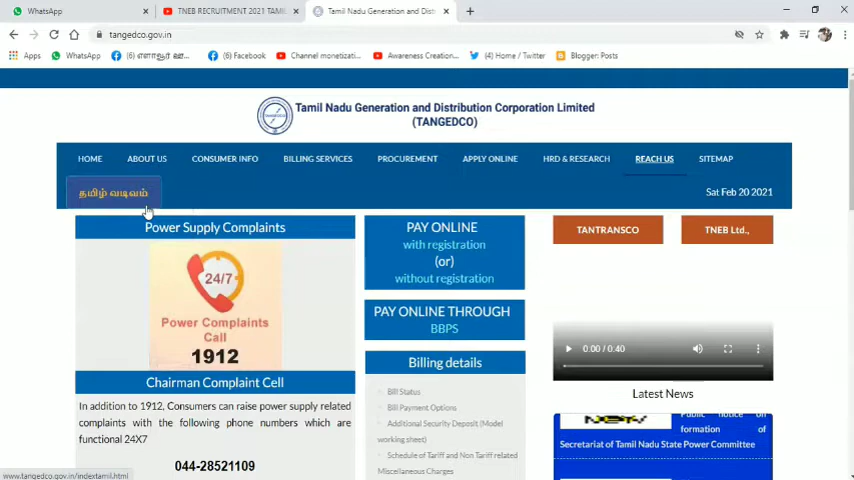 WhatsApp
TNEB RECRUITMENT 2021 TAMIL
Tamil Nadu Generation and Distr
tangedco.gov.in
Apps
WhatsApp
Facebook
Channel monetizati...
Awareness Creation...
(4) Home / Twitter
Blogger: Posts
Tamil Nadu Generation and Distribution Corporation Limited
(TANGEDCO)
HOME ABOUT US CONSUMER INFO BILLING SERVICES PROCUREMENT APPLY ONLINE HRD & RESEARCH REACH US SITEMAP
தமிழ் வடிவம்
Sat Feb 20 2021
Power Supply Complaints
24/7
Power Complaints
Call
1912
Chairman Complaint Cell
In addition to 1912, Consumers can raise power supply related
complaints with the following phone numbers which are
functional 24X7
044-28521109
PAY ONLINE
with registration
(or)
without registration
PAY ONLINE THROUGH
BBPS
Billing details
Bill Status
Bill Payment Options
Additional Security Deposit (Model
working sheet)
Schedule of Tariff and Non Tariff related
Miscellaneous Charges
TANTRANSCO
TNEB Ltd.,
0:00 / 0:40
Latest News
NEW
Public notice on
formation of
Secretariat of Tamil Nadu State Power Committee
www.tangedco.gov.in/indextamil.html